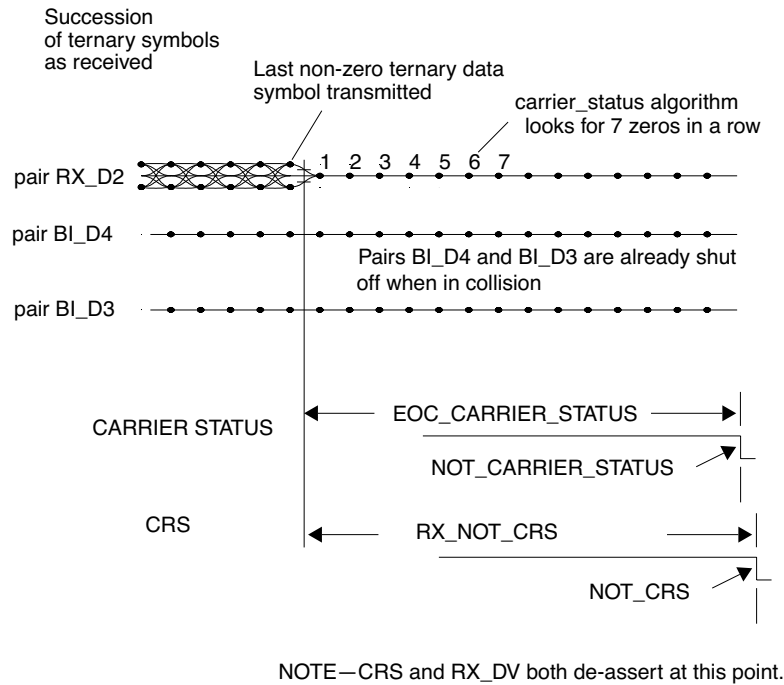 Succession
of ternary symbols
as received
Last non-zero ternary data
symbol transmitted
carrier_status algorithm
looks for 7 zeros in a row
1 2 3 4 5 6 7
pair RX_D2
pair BI_D4
Pairs BI_D4 and BI_D3 are already shut
off when in collision
pair BI_D3
EOC_CARRIER_STATUS
CARRIER STATUS
NOT_CARRIER_STATUS
CRS
RX_NOT_CRS
NOT_CRS
NOTE—CRS and RX_DV both de-assert at this point.